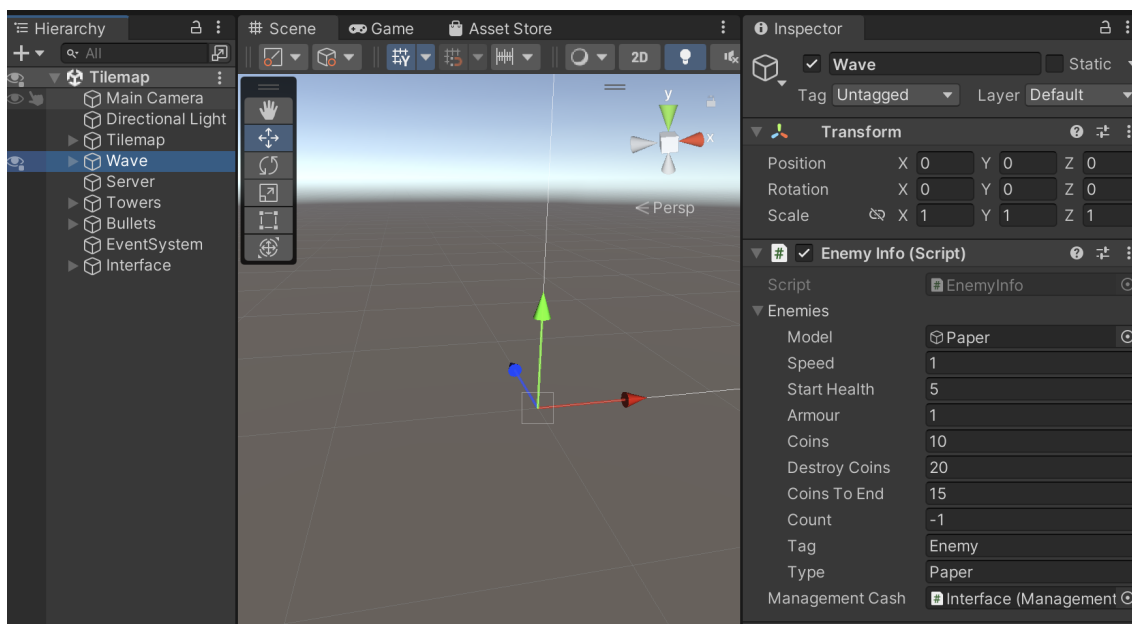 Hierarchy
All
Tilemap
Main Camera
Directional Light
Tilemap
Wave
Server
Towers
Bullets
EventSystem
Interface
Scene
Game
Asset Store
2D
y
x
Persp
Inspector
Wave
Static
Tag Untagged
Layer Default
Transform
Position X 0 Y 0 Z 0
Rotation X 0 Y 0 Z 0
Scale X 1 Y 1 Z 1
Enemy Info (Script)
Script EnemyInfo
Enemies
Model Paper
Speed 1
Start Health 5
Armour 1
Coins 10
Destroy Coins 20
Coins To End 15
Count -1
Tag Enemy
Type Paper
Management Cash Interface (Management